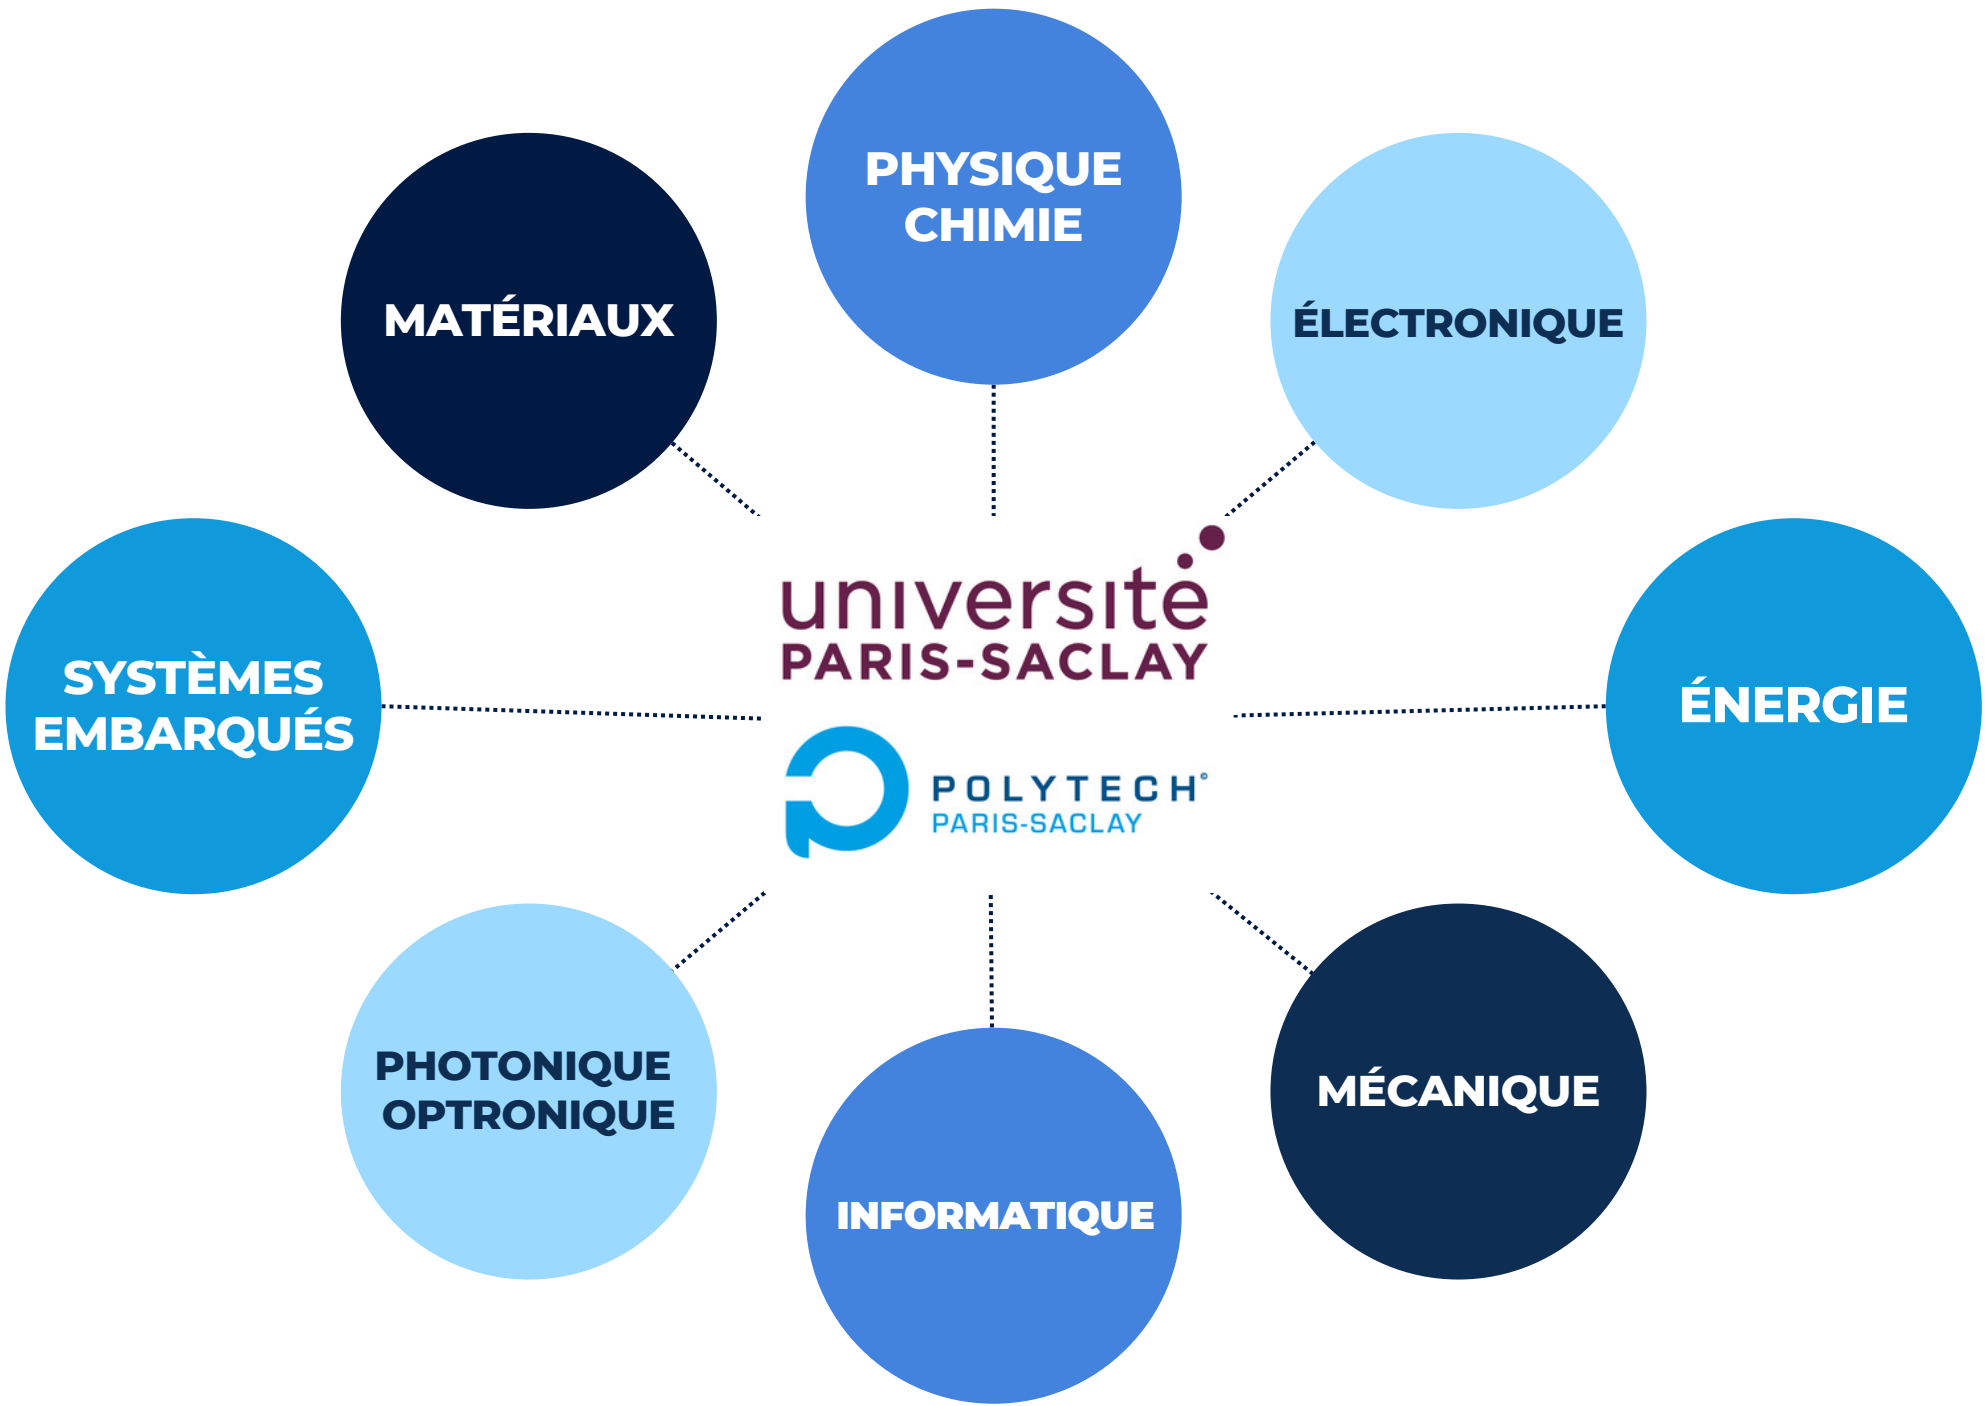 PHYSIQUE
CHIMIE
MATÉRIAUX
ÉLECTRONIQUE
université
PARIS-SACLAY
SYSTÈMES
EMBARQUÉS
ÉNERGIE
POLYTECH©
PARIS-SACLAY
PHOTONIQUE
OPTRONIQUE
MÉCANIQUE
INFORMATIQUE